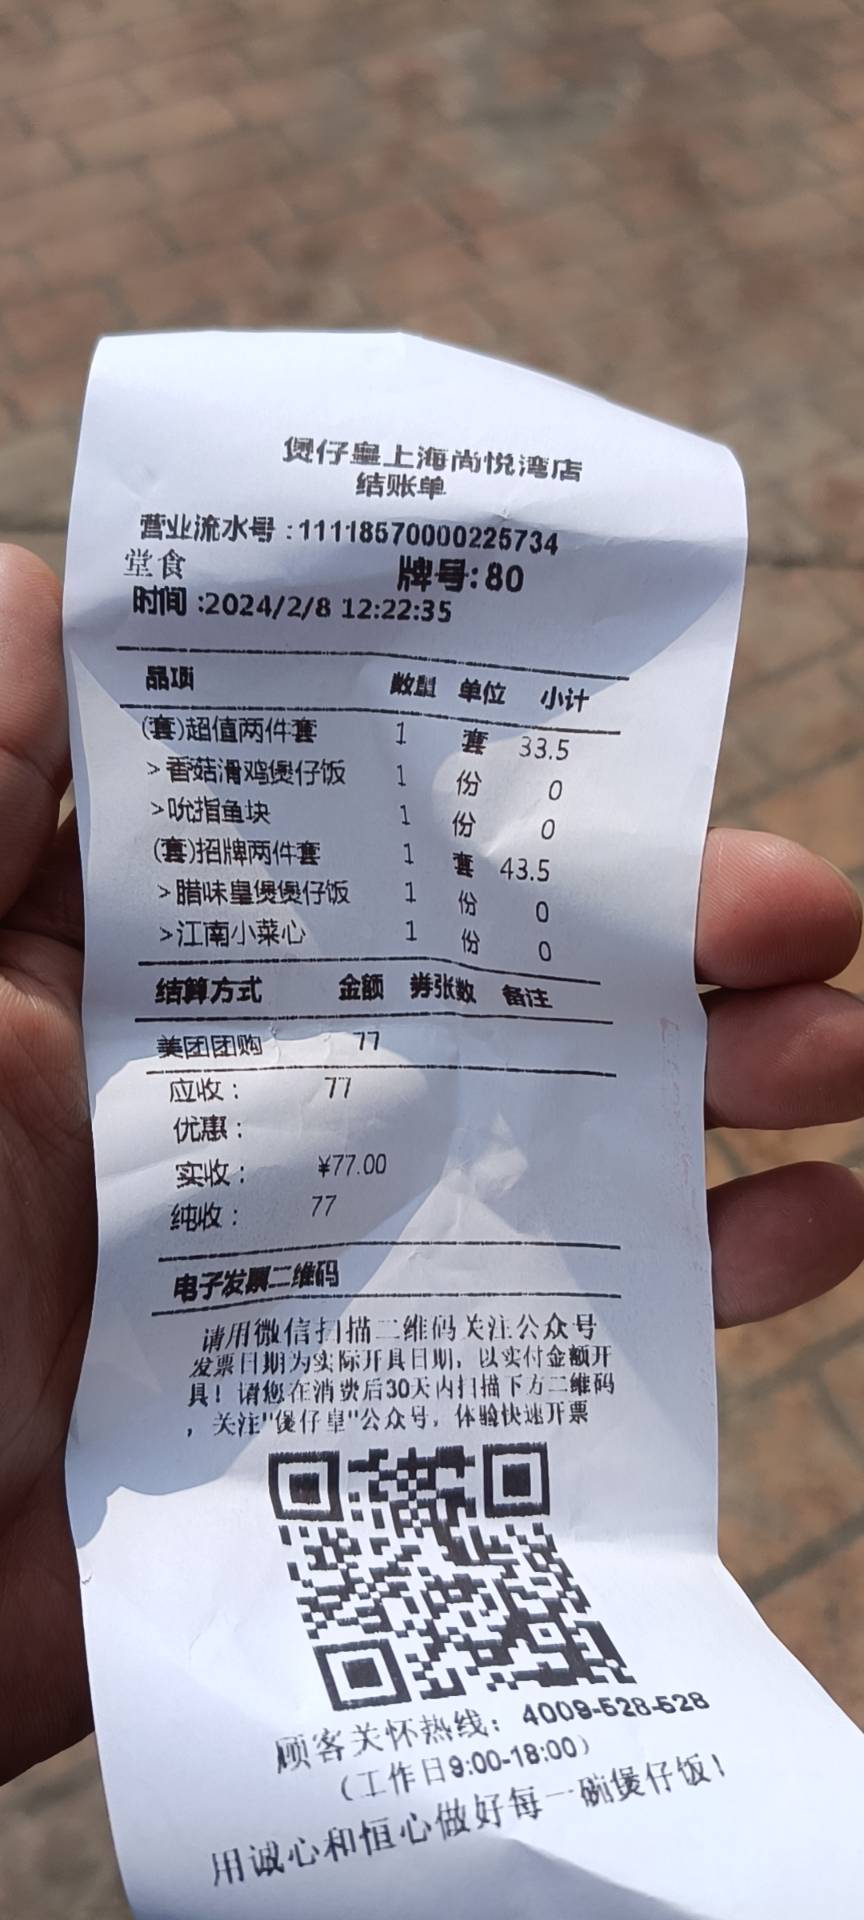 煲仔皇上海尚悦湾店
结账单
营业流水号:11118570000225734
堂食 牌号:80
时间:2024/2/8 12:22:35
品项 数量 单位 小计
(套)超值两件套 1 套 33.5
>香菇滑鸡煲仔饭 1 份 0
>吮指鱼块 1 份 0
(套)招牌两件套 1 套 43.5
>腊味皇煲煲仔饭 1 份 0
>江南小菜心 1 份 0
结算方式 金额 券张数 备注
美团团购 77
应收: 77
优惠:
实收: ¥77.00
纯收: 77
电子发票二维码
请用微信扫描二维码关注公众号
发票日期为实际开具日期，以实付金额开
具！请您在消费后30天内扫描下方二维码
，关注"煲仔皇"公众号，体验快速开票
顾客关怀热线：4009-528-528
（工作日9:00-18:00）
用诚心和恒心做好每一碗煲仔饭！